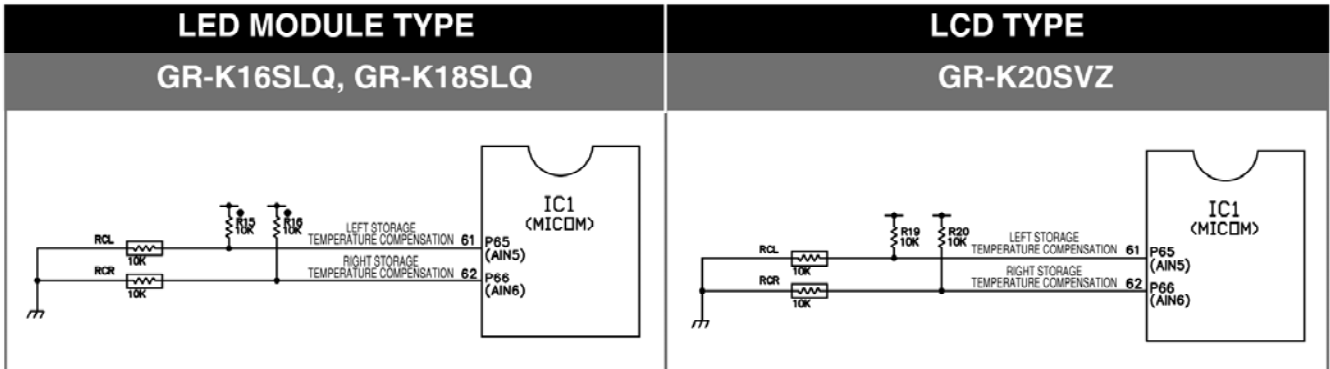 LED MODULE TYPE
GR-K16SLQ, GR-K18SLQ
IC1
(MICOM)
R15
10K
R16
10K
LEFT STORAGE
TEMPERATURE COMPENSATION 61
P65
(AIN5)
RCL
10K
RIGHT STORAGE
TEMPERATURE COMPENSATION 62
P66
(AIN6)
RCR
10K
LCD TYPE
GR-K20SVZ
IC1
(MICOM)
R19
10K
R20
10K
LEFT STORAGE
TEMPERATURE COMPENSATION 61
P65
(AIN5)
RCL
10K
RIGHT STORAGE
TEMPERATURE COMPENSATION 62
P66
(AIN6)
RCR
10K